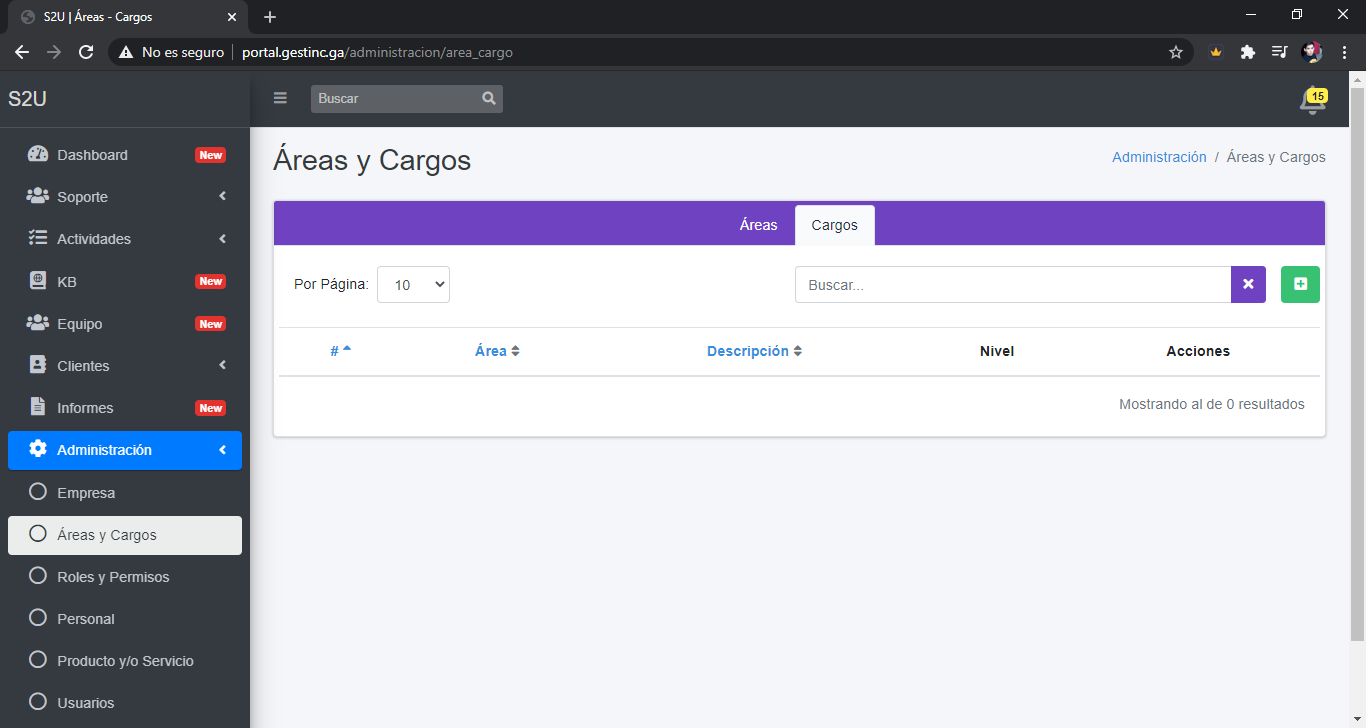 S2U | Áreas - Cargos
No es seguro portal.gestinc.ga/administracion/area_cargo
S2U
Buscar
15
Dashboard New
Soporte
Actividades
KB New
Equipo New
Clientes
Informes New
Administración
Empresa
Áreas y Cargos
Roles y Permisos
Personal
Producto y/o Servicio
Usuarios
Áreas y Cargos
Administración / Áreas y Cargos
Áreas Cargos
Por Página: 10 Buscar...
# Área Descripción Nivel Acciones
Mostrando al de 0 resultados